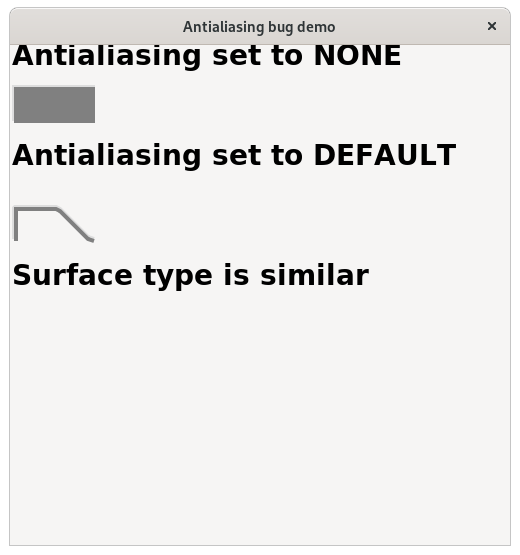 Antialiasing bug demo
Antialiasing set to NONE
Antialiasing set to DEFAULT
Surface type is similar